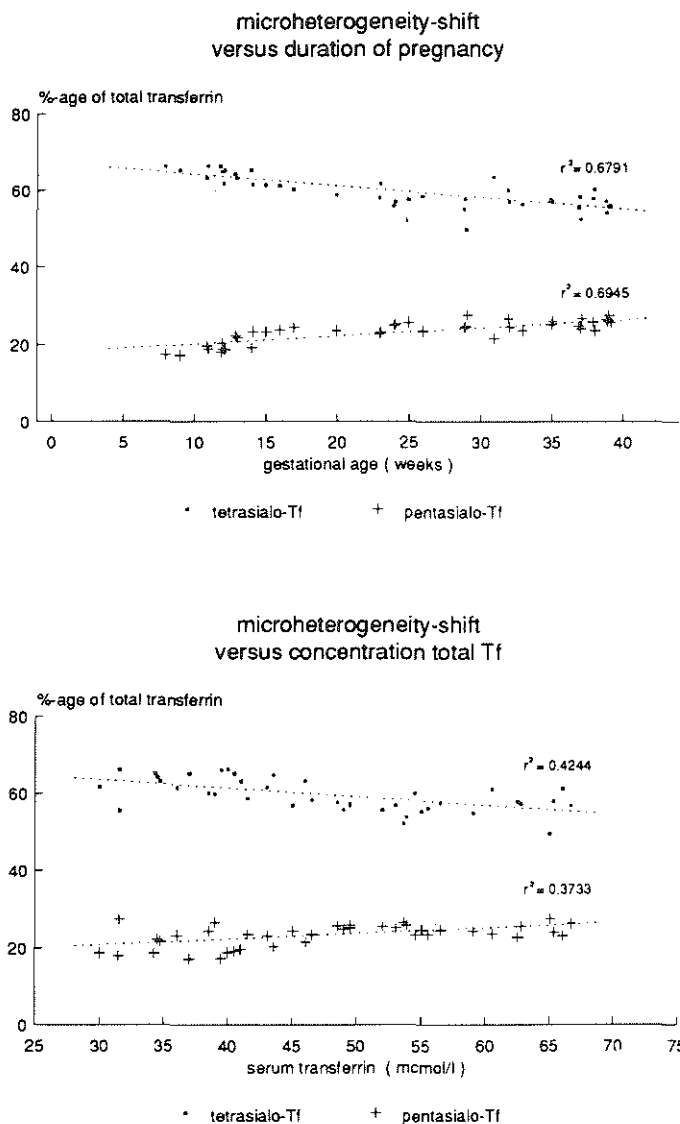 microheterogeneity-shift
versus duration of pregnancy
%-age of total transferrin
80
60
40
20
0
r² = 0.6791
r² = 0.6945
0 5 10 15 20 25 30 35 40
gestational age ( weeks )
tetrasialo-Tf + pentasialo-Tf
microheterogeneity-shift
versus concentration total Tf
%-age of total transferrin
80
60
40
20
0
r² = 0.4244
r² = 0.3733
25 30 35 40 45 50 55 60 65 70 75
serum transferrin ( mcmol/l )
tetrasialo-Tf + pentasialo-Tf